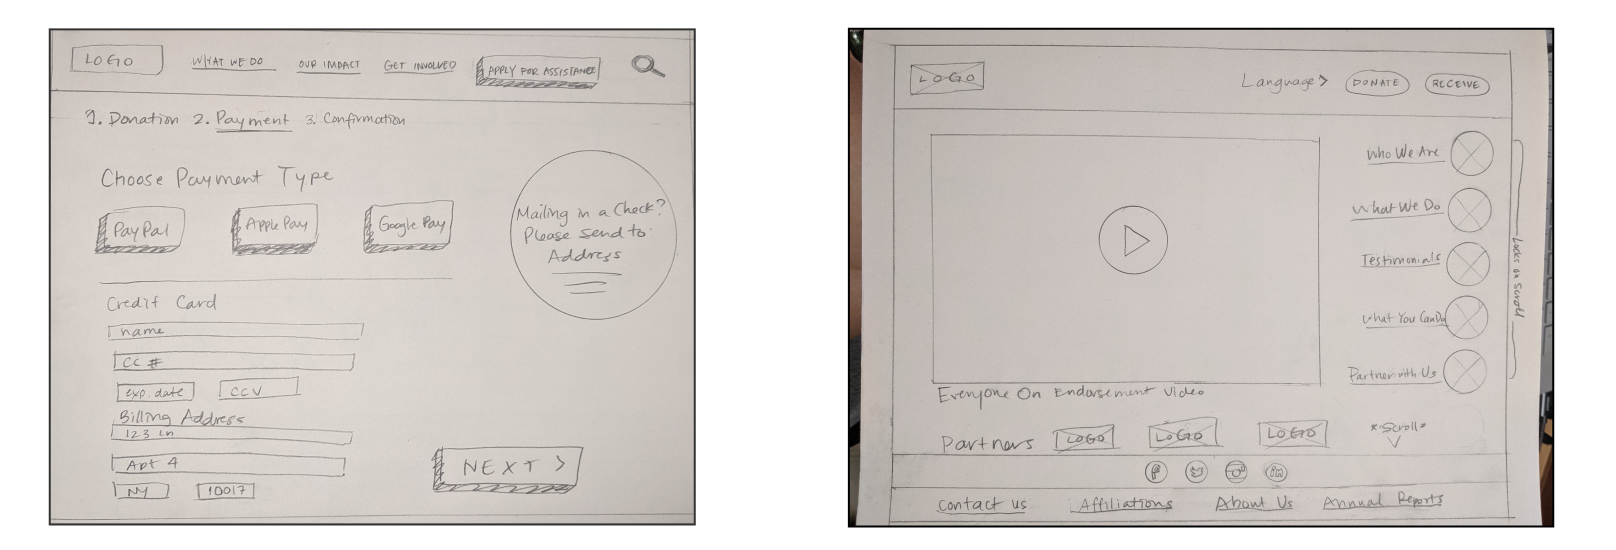 LOGO
WHAT WE DO
OUR IMPACT
GET INVOLVED
APPLY FOR ASSISTANCE
1. Donation 2. Payment 3. Confirmation
Choose Payment Type
PayPal
Apple Pay
Google Pay
Mailing in a Check?
Please send to:
Address
Credit Card
name
CC #
exp. date
CCV
Billing Address
123 Ln
Apt 4
NY
10017
NEXT >
LOGO
Language >
DONATE
RECEIVE
Who We Are
What We Do
Testimonials
What You Can Do
Partner with Us
Locks on Scroll
Everyone On Endorsement Video
Partners
LOGO
LOGO
LOGO
*Scroll*
Contact us
Affiliations
About Us
Annual Reports